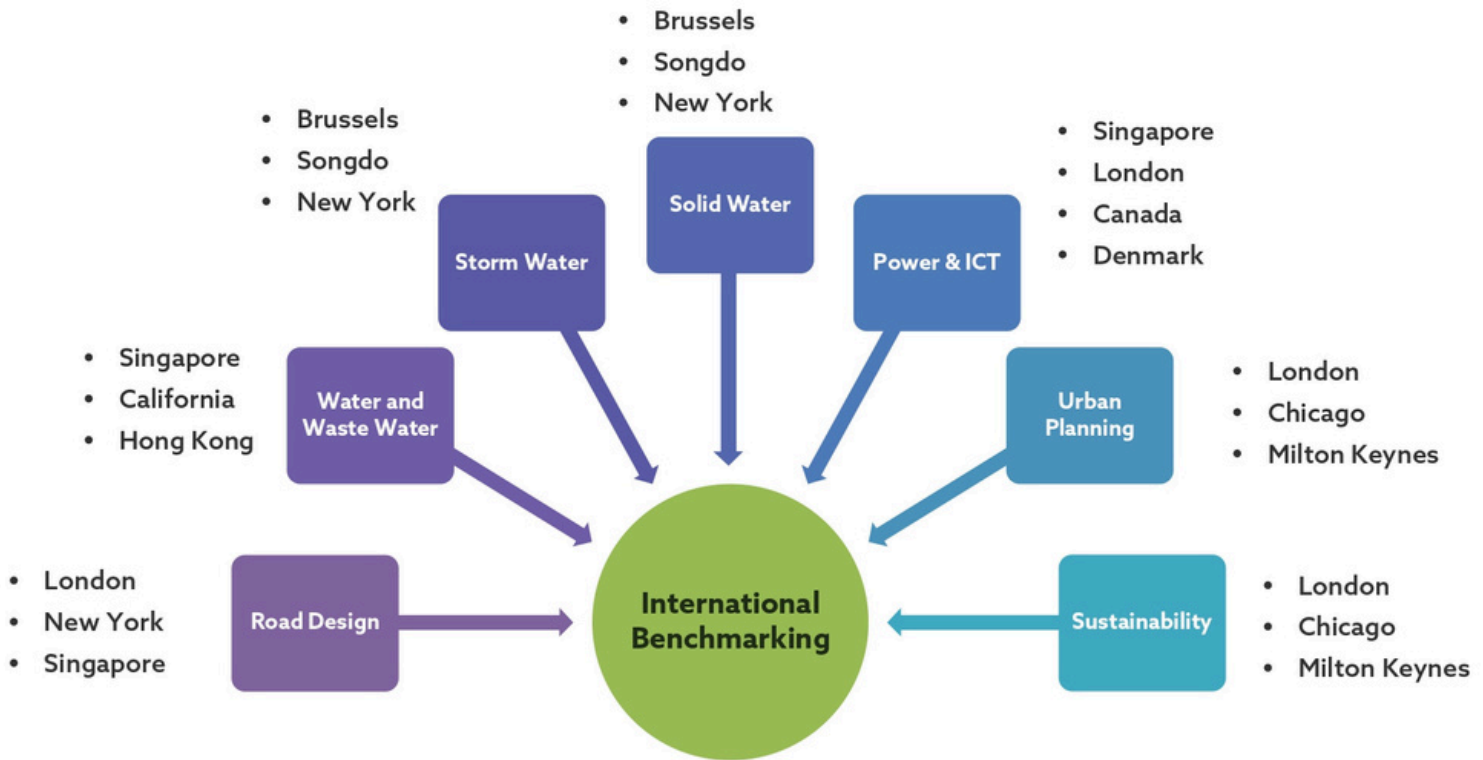 • Brussels
• Songdo
• New York
Solid Water
• Brussels
• Songdo
• New York
Storm Water
• Singapore
• London
• Canada
• Denmark
Power & ICT
• Singapore
• California
• Hong Kong
Water and
Waste Water
Urban
Planning
• London
• Chicago
• Milton Keynes
• London
• New York
• Singapore
Road Design
International
Benchmarking
Sustainability
• London
• Chicago
• Milton Keynes